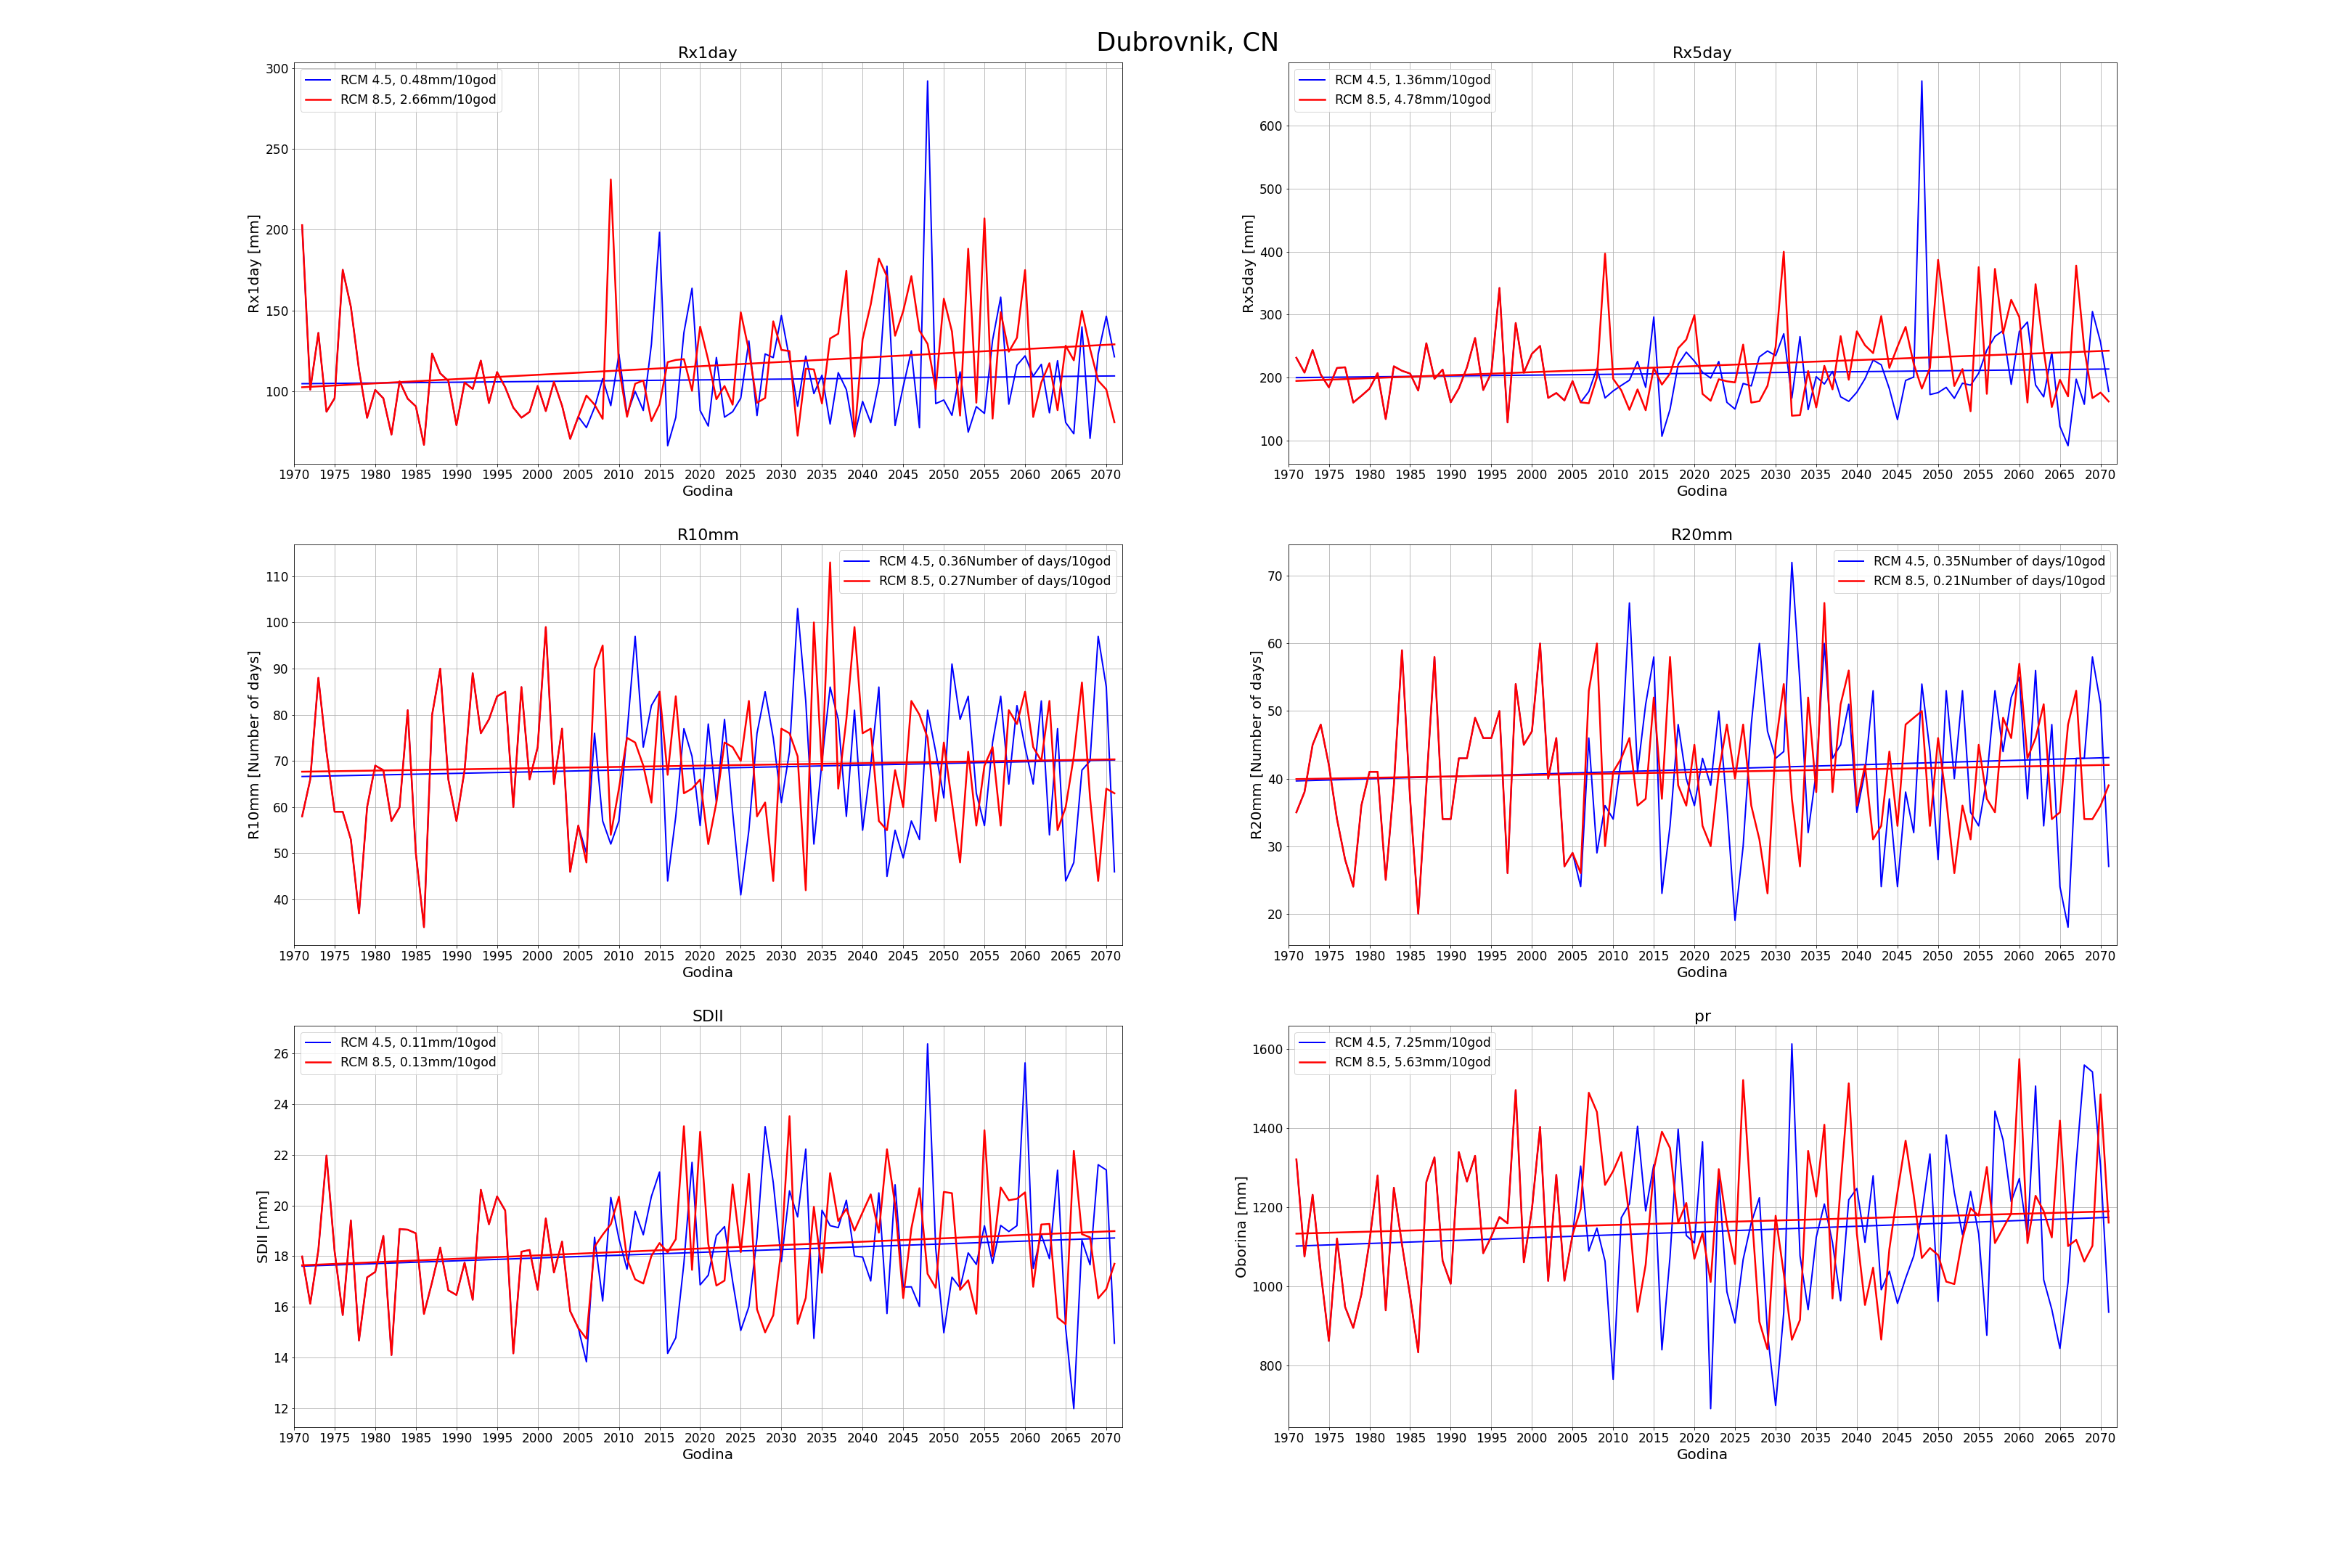 Dubrovnik, CN
Rx1day
RCM 4.5, 0.48mm/10god
RCM 8.5, 2.66mm/10god
Rx1day [mm]
300
250
200
150
100
1970 1975 1980 1985 1990 1995 2000 2005 2010 2015 2020 2025 2030 2035 2040 2045 2050 2055 2060 2065 2070
Godina
Rx5day
RCM 4.5, 1.36mm/10god
RCM 8.5, 4.78mm/10god
Rx5day [mm]
600
500
400
300
200
100
1970 1975 1980 1985 1990 1995 2000 2005 2010 2015 2020 2025 2030 2035 2040 2045 2050 2055 2060 2065 2070
Godina
R10mm
RCM 4.5, 0.36Number of days/10god
RCM 8.5, 0.27Number of days/10god
R10mm [Number of days]
110
100
90
80
70
60
50
40
1970 1975 1980 1985 1990 1995 2000 2005 2010 2015 2020 2025 2030 2035 2040 2045 2050 2055 2060 2065 2070
Godina
R20mm
RCM 4.5, 0.35Number of days/10god
RCM 8.5, 0.21Number of days/10god
R20mm [Number of days]
70
60
50
40
30
20
1970 1975 1980 1985 1990 1995 2000 2005 2010 2015 2020 2025 2030 2035 2040 2045 2050 2055 2060 2065 2070
Godina
SDII
RCM 4.5, 0.11mm/10god
RCM 8.5, 0.13mm/10god
SDII [mm]
26
24
22
20
18
16
14
12
1970 1975 1980 1985 1990 1995 2000 2005 2010 2015 2020 2025 2030 2035 2040 2045 2050 2055 2060 2065 2070
Godina
pr
RCM 4.5, 7.25mm/10god
RCM 8.5, 5.63mm/10god
Oborina [mm]
1600
1400
1200
1000
800
1970 1975 1980 1985 1990 1995 2000 2005 2010 2015 2020 2025 2030 2035 2040 2045 2050 2055 2060 2065 2070
Godina